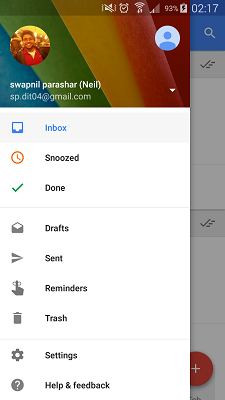 93% 02:17
swapnil parashar (Neil)
sp.dit04@gmail.com
Inbox
Snoozed
Done
Drafts
Sent
Reminders
Trash
Settings
Help & feedback